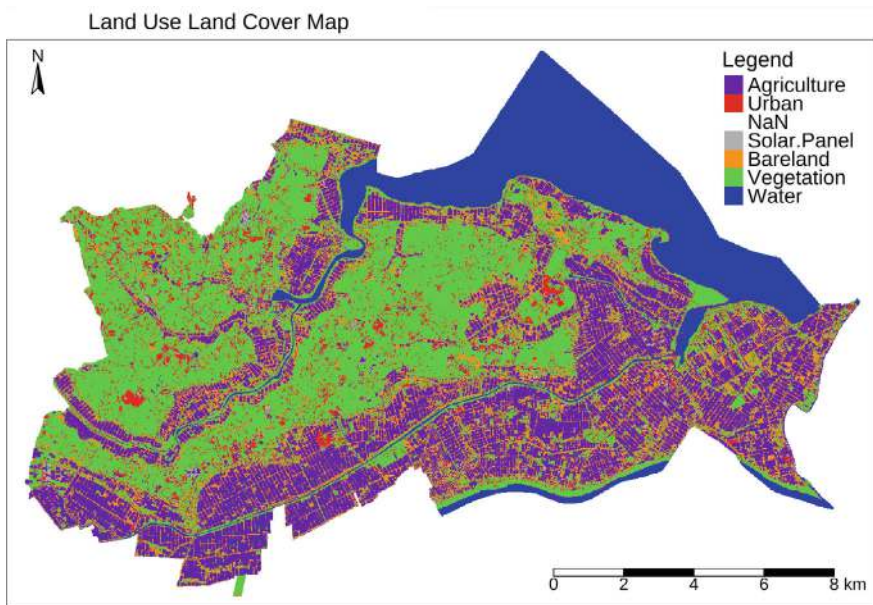 Land Use Land Cover Map
N
Legend
Agriculture
Urban
NaN
Solar.Panel
Bareland
Vegetation
Water
0 2 4 6 8 km